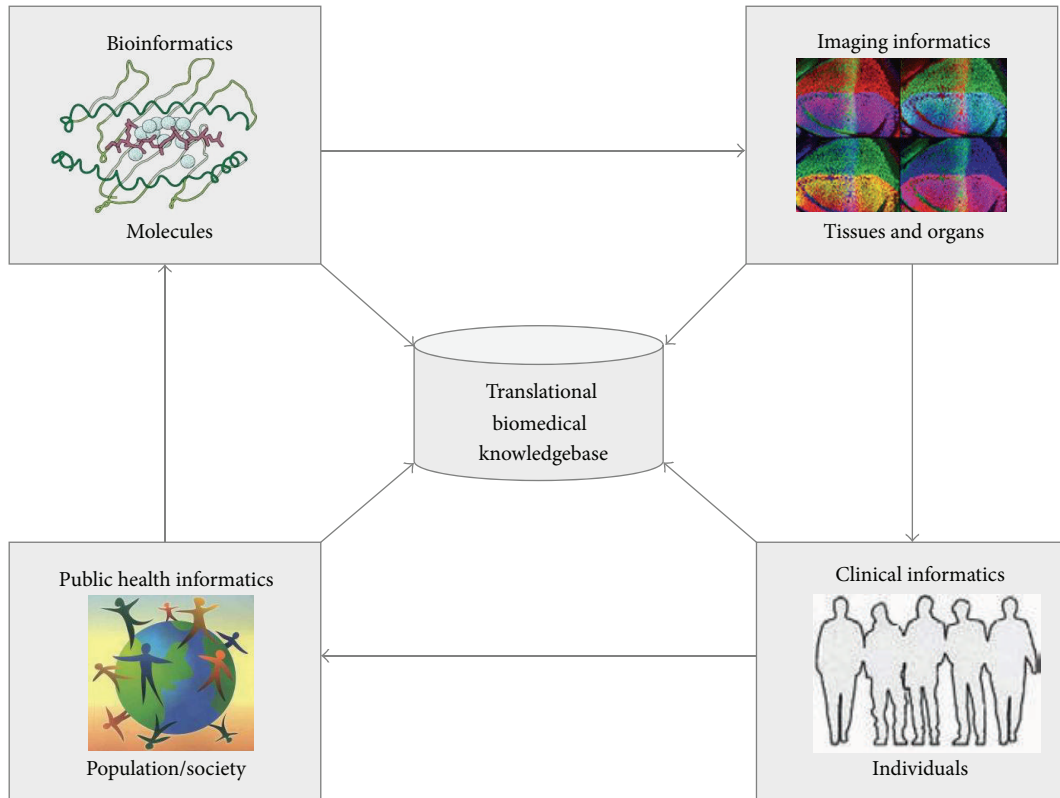 Bioinformatics
Molecules
Imaging informatics
Tissues and organs
Translational
biomedical
knowledgebase
Public health informatics
Population/society
Clinical informatics
Individuals